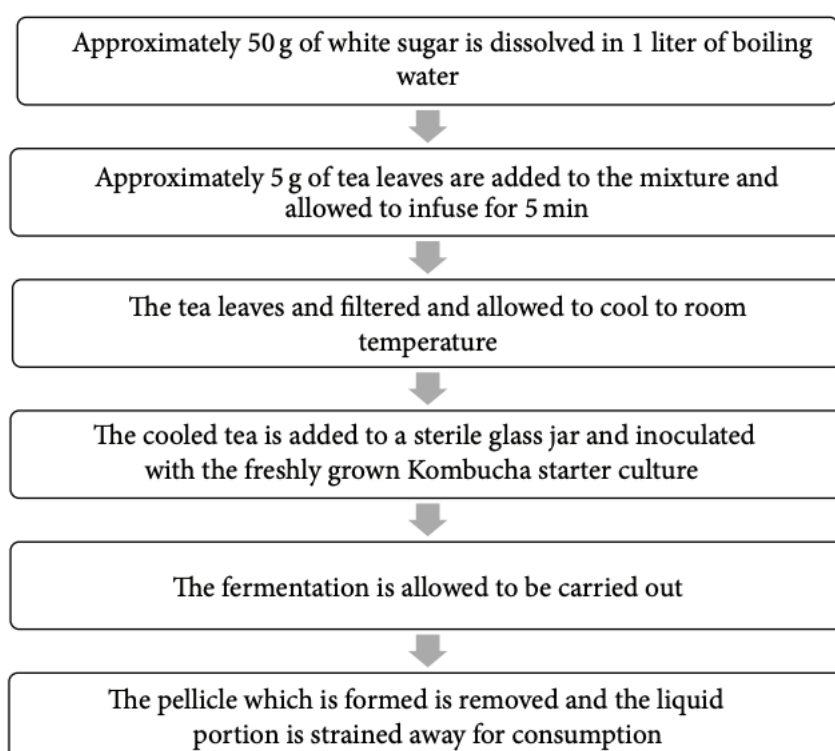 Approximately 50 g of white sugar is dissolved in 1 liter of boiling
water
Approximately 5 g of tea leaves are added to the mixture and
allowed to infuse for 5 min
The tea leaves and filtered and allowed to cool to room
temperature
The cooled tea is added to a sterile glass jar and inoculated
with the freshly grown Kombucha starter culture
The fermentation is allowed to be carried out
The pellicle which is formed is removed and the liquid
portion is strained away for consumption